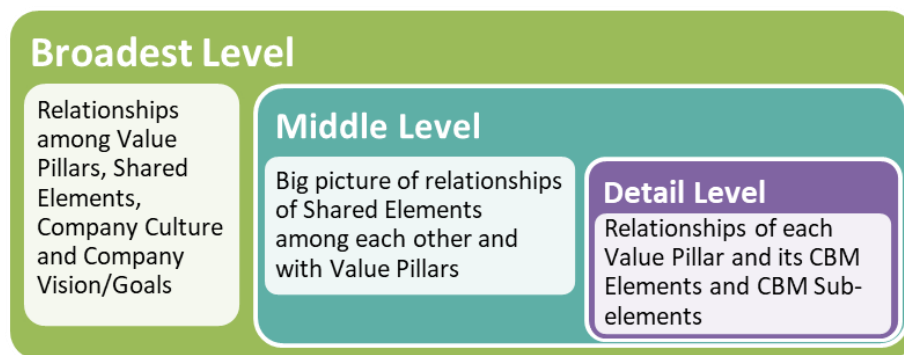 Broadest Level
Relationships
among Value
Pillars, Shared
Elements,
Company Culture
and Company
Vision/Goals
Middle Level
Big picture of relationships
of Shared Elements
among each other and
with Value Pillars
Detail Level
Relationships of each
Value Pillar and its CBM
Elements and CBM Sub-
elements